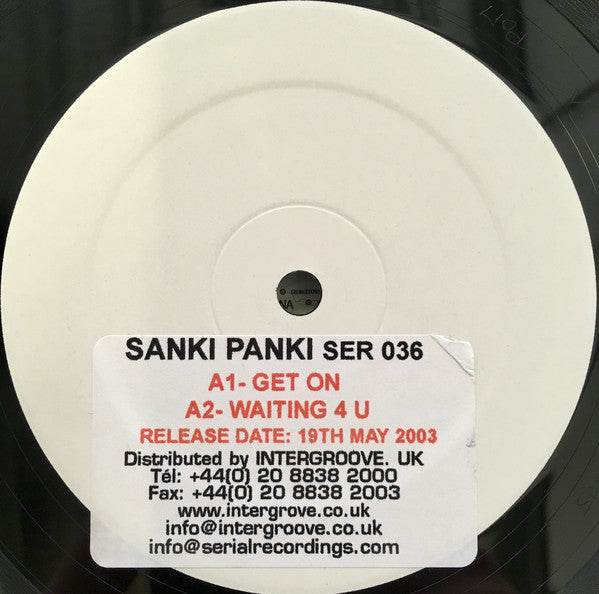 SANKI PANKI SER 036
A1- GET ON
A2- WAITING 4 U
RELEASE DATE: 19TH MAY 2003
Distributed by INTERGROOVE. UK
Tél: +44(0) 20 8838 2000
Fax: +44(0) 20 8838 2003
www.intergrove.co.uk
info@intergroove.co.uk
info@serialrecordings.com